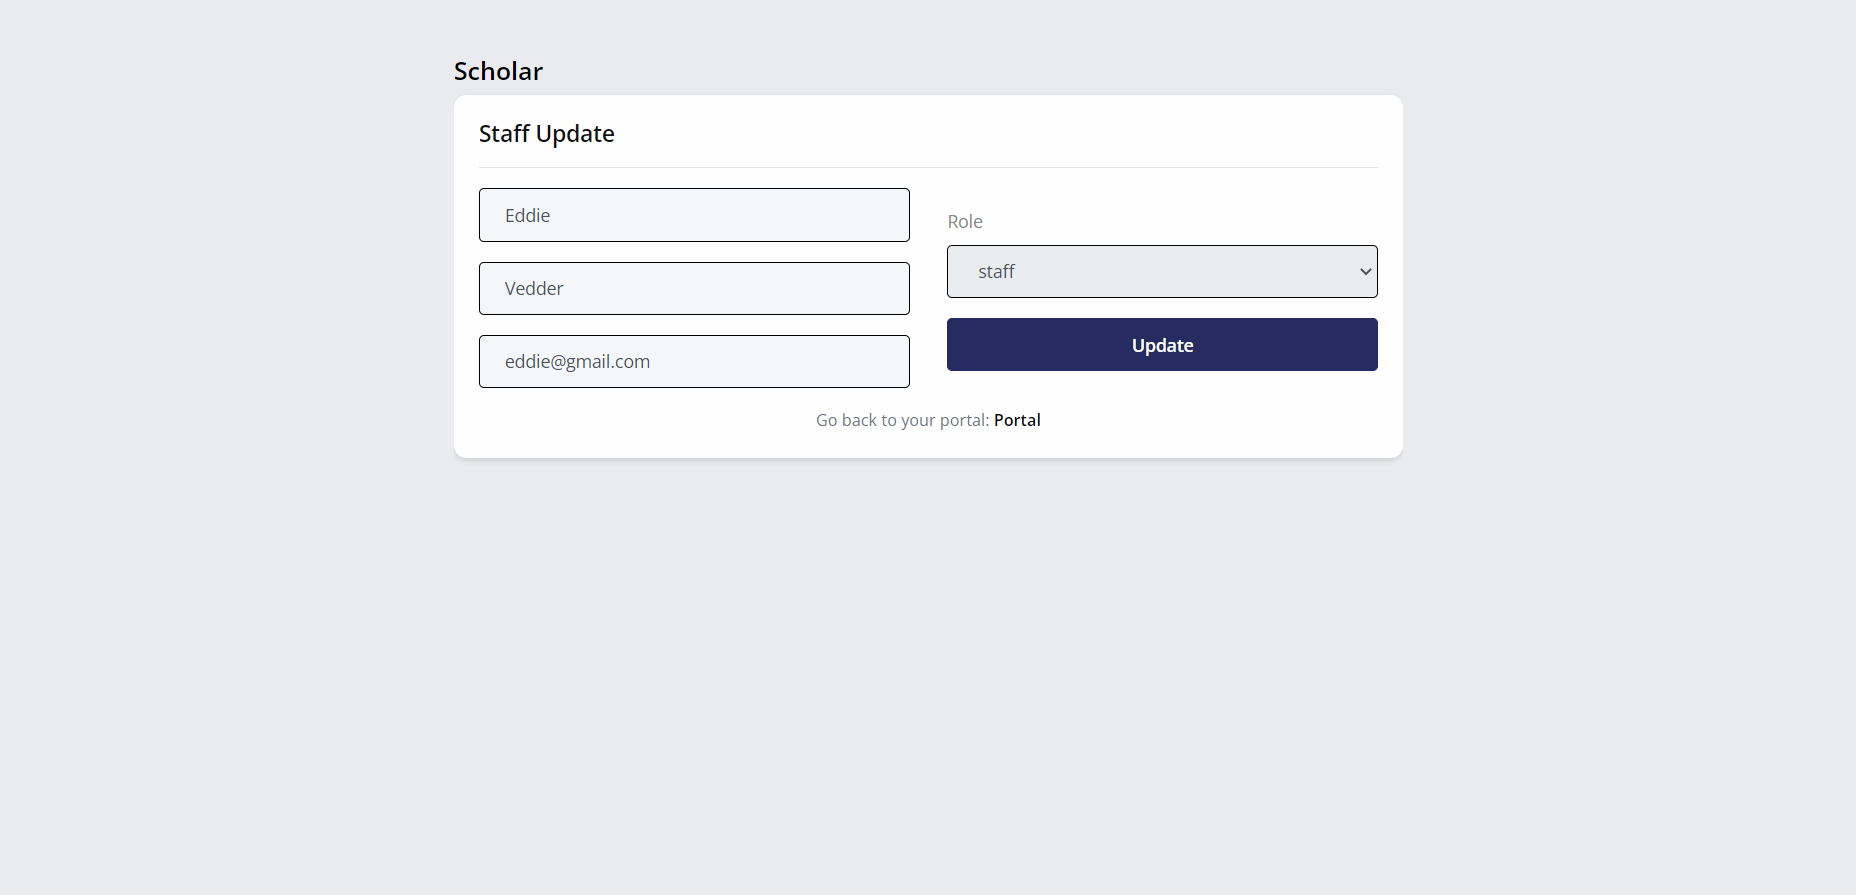 Scholar
Staff Update
Eddie
Vedder
eddie@gmail.com
Role
staff
Update
Go back to your portal: Portal